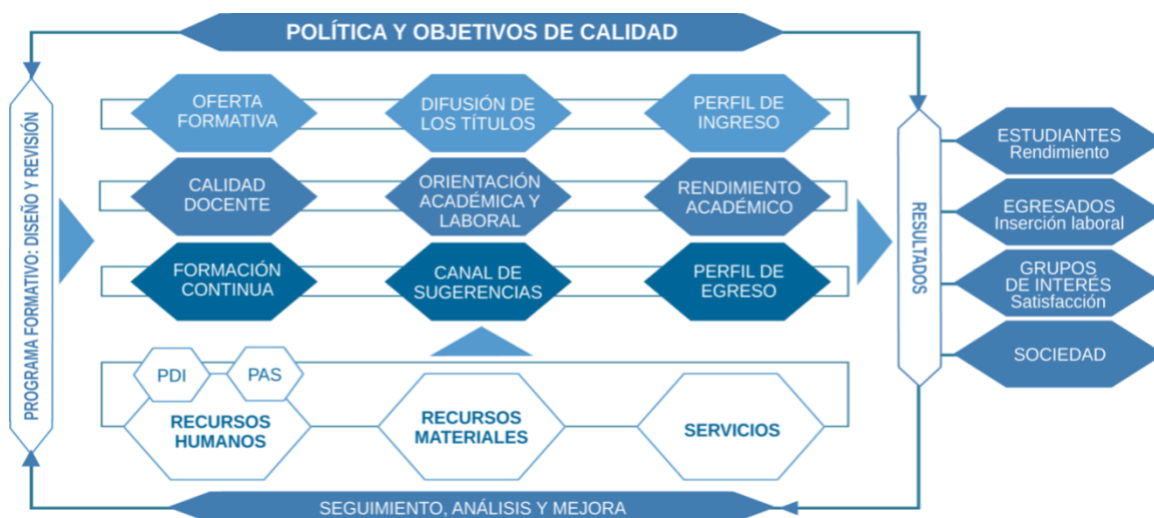 POLÍTICA Y OBJETIVOS DE CALIDAD
PROGRAMA FORMATIVO: DISEÑO Y REVISIÓN
OFERTA
FORMATIVA
DIFUSIÓN DE
LOS TÍTULOS
PERFIL DE
INGRESO
CALIDAD
DOCENTE
ORIENTACIÓN
ACADÉMICA Y
LABORAL
RENDIMIENTO
ACADÉMICO
FORMACIÓN
CONTINUA
CANAL DE
SUGERENCIAS
PERFIL DE
EGRESO
PDI
PAS
RECURSOS
HUMANOS
RECURSOS
MATERIALES
SERVICIOS
RESULTADOS
ESTUDIANTES
Rendimiento
EGRESADOS
Inserción laboral
GRUPOS
DE INTERÉS
Satisfacción
SOCIEDAD
SEGUIMIENTO, ANÁLISIS Y MEJORA